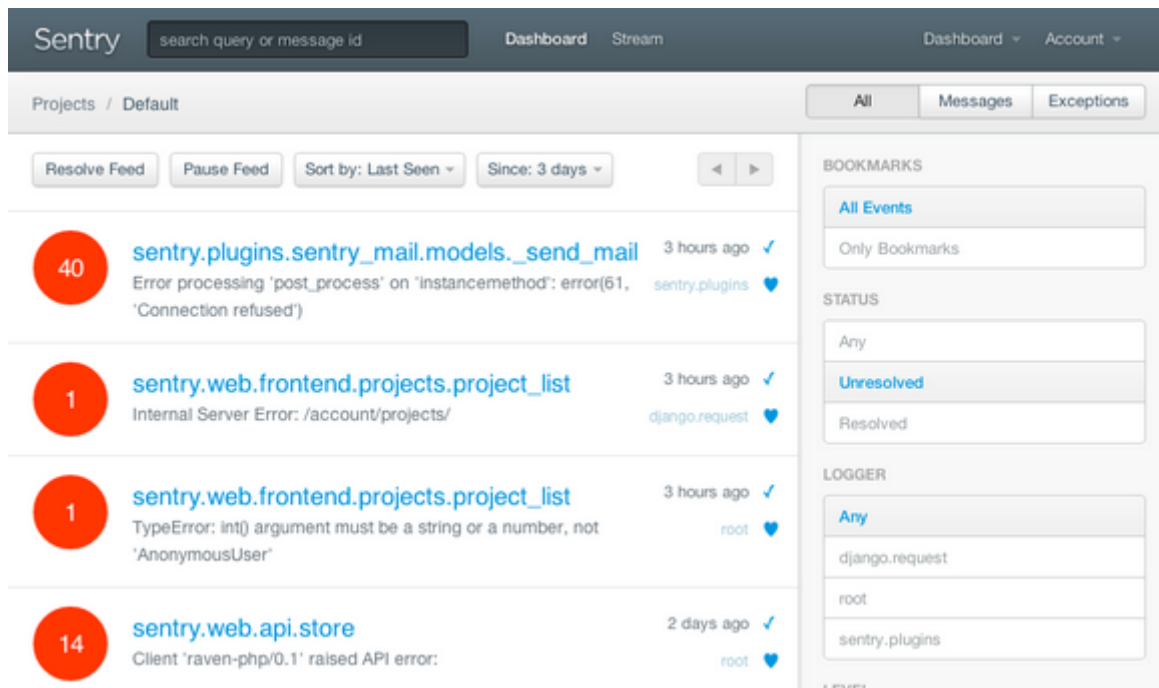 Sentry search query or message id Dashboard Stream Dashboard Account
Projects / Default All Messages Exceptions
Resolve Feed Pause Feed Sort by: Last Seen Since: 3 days
40
sentry.plugins.sentry_mail.models._send_mail 3 hours ago
Error processing 'post_process' on 'instancemethod': error(61, sentry.plugins
'Connection refused')
1
sentry.web.frontend.projects.project_list 3 hours ago
Internal Server Error: /account/projects/ django.request
1
sentry.web.frontend.projects.project_list 3 hours ago
TypeError: int() argument must be a string or a number, not root
'AnonymousUser'
14
sentry.web.api.store 2 days ago
Client 'raven-php/0.1' raised API error: root
BOOKMARKS
All Events
Only Bookmarks
STATUS
Any
Unresolved
Resolved
LOGGER
Any
django.request
root
sentry.plugins